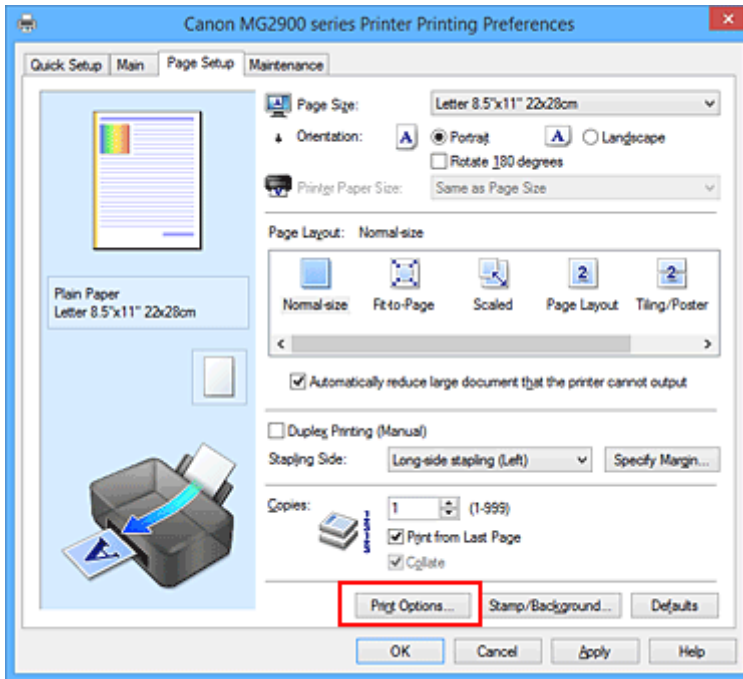 Canon MG2900 series Printer Printing Preferences
Quick Setup Main Page Setup Maintenance
Page Size: Letter 8.5"x11" 22x28cm
Orientation: A Portrait A Landscape
Rotate 180 degrees
Printer Paper Size: Same as Page Size
Page Layout: Normal-size
Normal-size Fit-to-Page Scaled Page Layout Tiling/Poster
Plain Paper
Letter 8.5"x11" 22x28cm
Automatically reduce large document that the printer cannot output
Duplex Printing (Manual)
Stapling Side: Long-side stapling (Left) Specify Margin...
Copies: 1 (1-999)
Print from Last Page
Collate
Print Options... Stamp/Background... Defaults
OK Cancel Apply Help